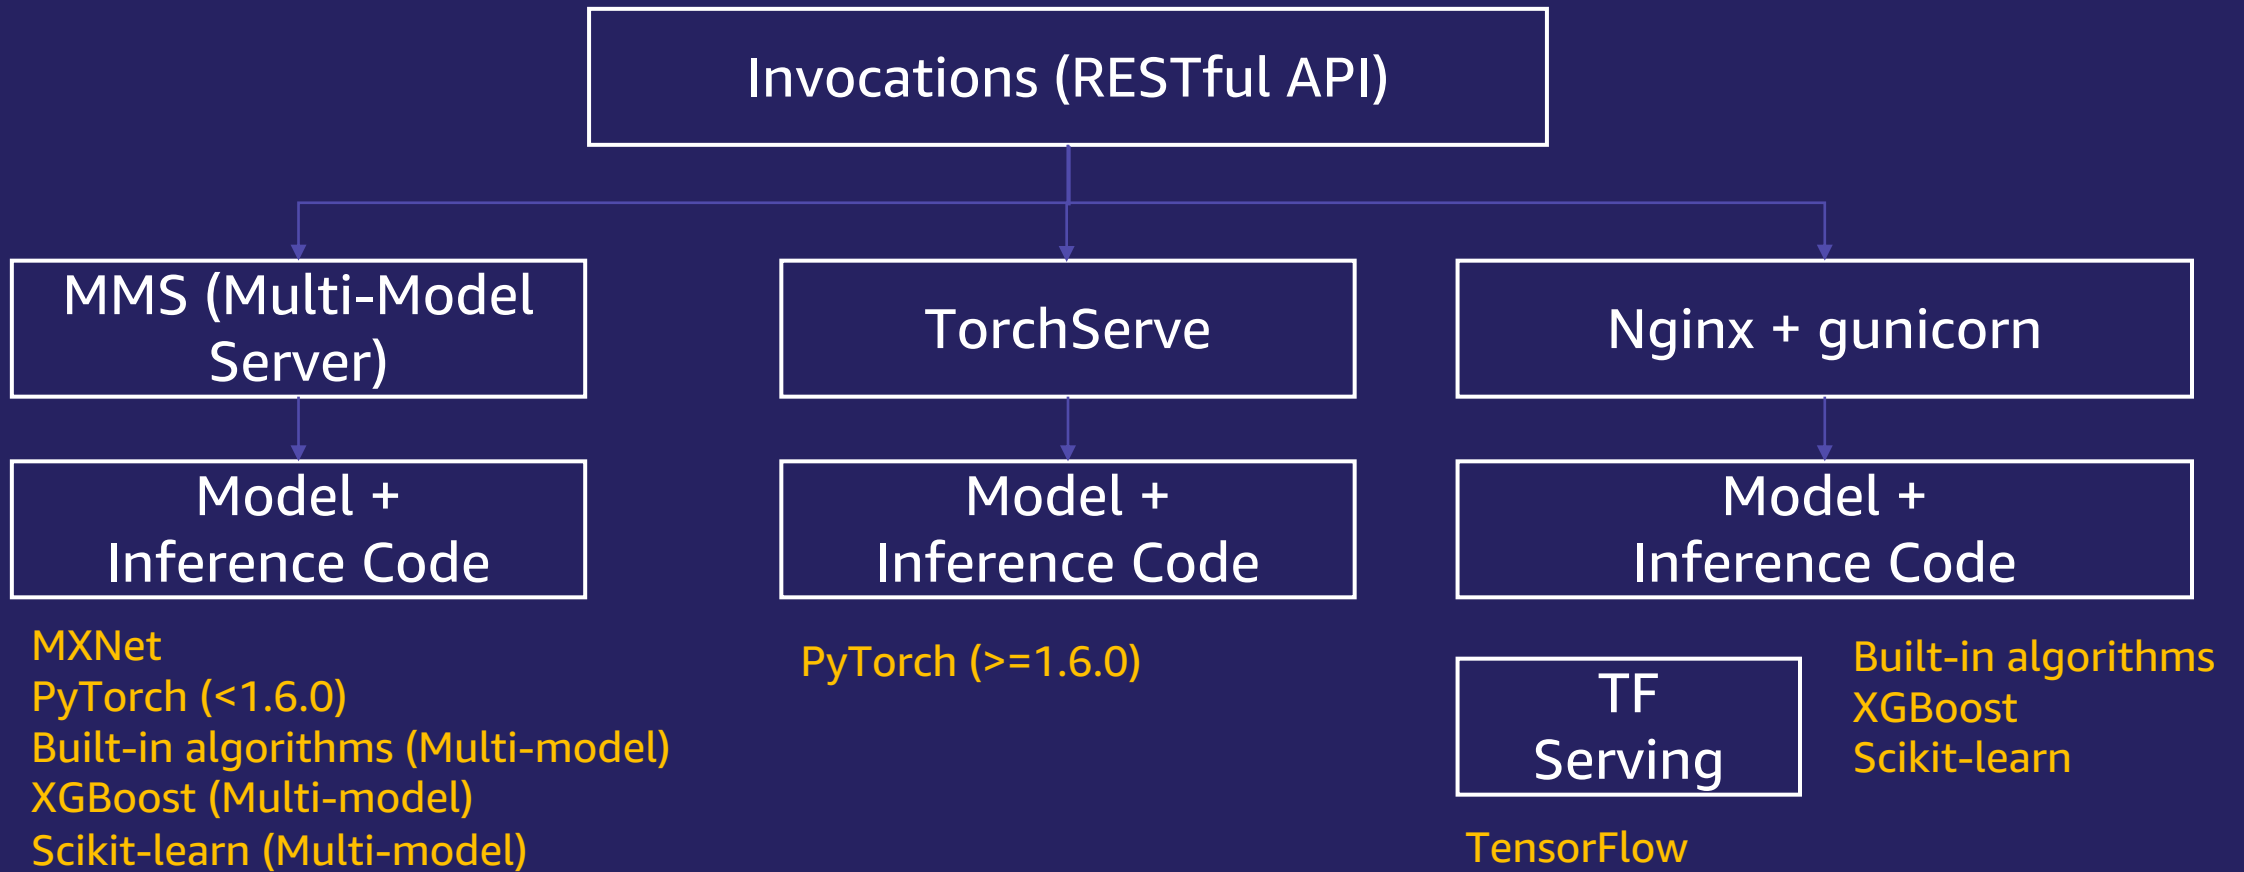 Invocations (RESTful API)
MMS (Multi-Model
Server)
TorchServe
Nginx + gunicorn
Model +
Inference Code
Model +
Inference Code
Model +
Inference Code
MXNet
PyTorch (<1.6.0)
Built-in algorithms (Multi-model)
XGBoost (Multi-model)
Scikit-learn (Multi-model)
PyTorch (>=1.6.0)
TF
Serving
TensorFlow
Built-in algorithms
XGBoost
Scikit-learn